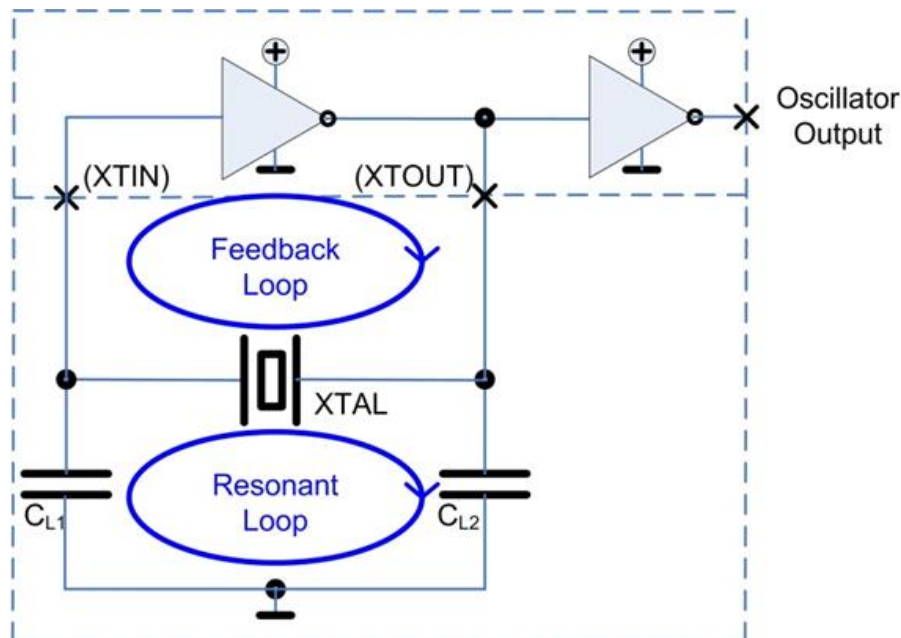 Oscillator
Output
(XTIN)
(XTOUT)
Feedback
Loop
XTAL
Resonant
Loop
CL1
CL2